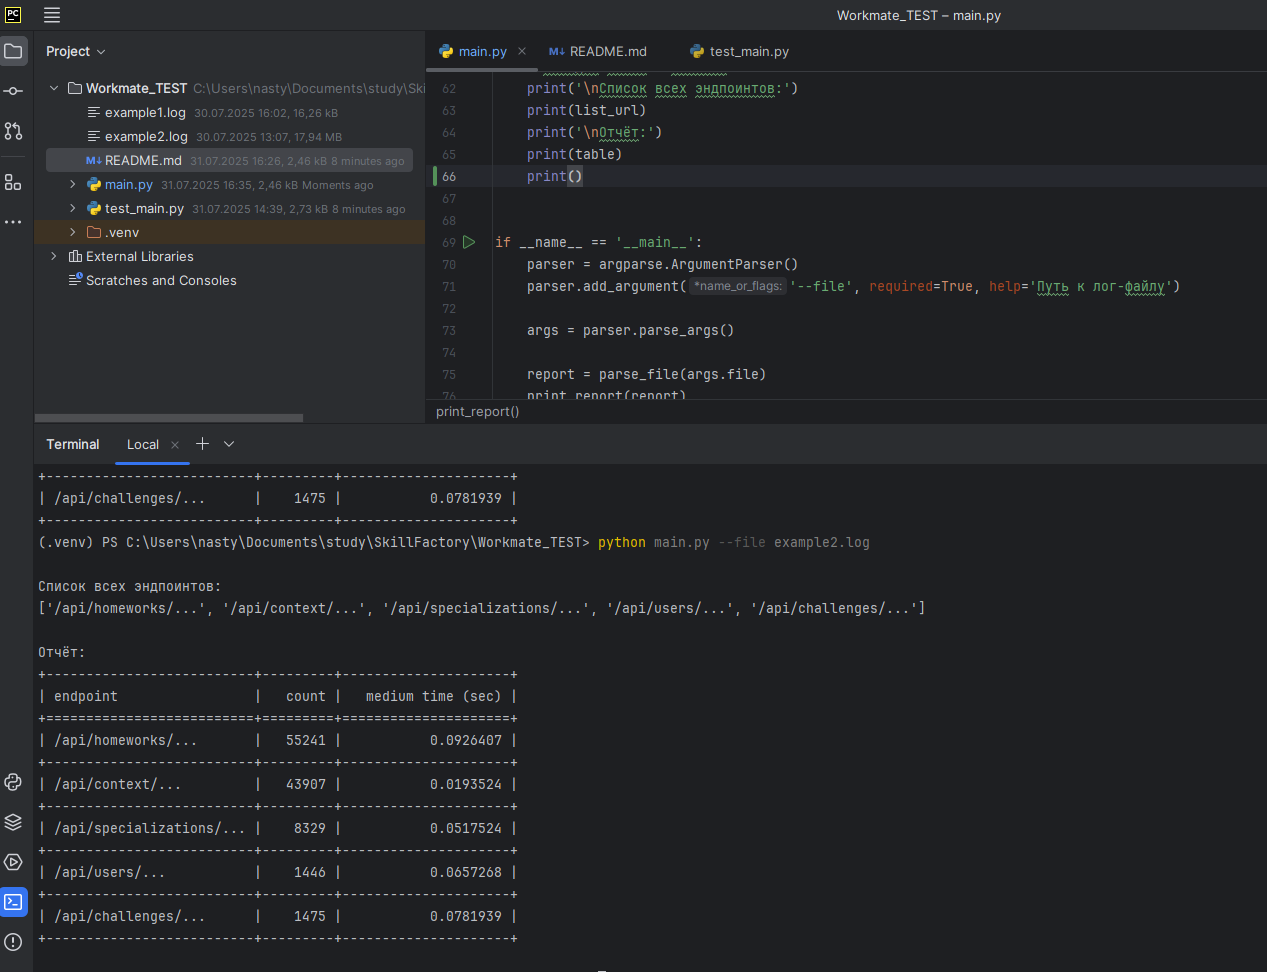 PC
Workmate_TEST – main.py
Project
Workmate_TEST C:\Users\nasty\Documents\study\Ski
example1.log 30.07.2025 16:02, 16,26 kB
example2.log 30.07.2025 13:07, 17,94 MB
M↓ README.md 31.07.2025 16:26, 2,46 kB 8 minutes ago
main.py 31.07.2025 16:35, 2,46 kB Moments ago
test_main.py 31.07.2025 14:39, 2,73 kB 8 minutes ago
.venv
External Libraries
Scratches and Consoles
main.py
M↓ README.md
test_main.py
62 print('\nСписок всех эндпоинтов:')
63 print(list_url)
64 print('\nОтчёт:')
65 print(table)
66 print()
67
68
69 if __name__ == '__main__':
70 parser = argparse.ArgumentParser()
71 parser.add_argument( *name_or_flags: '--file', required=True, help='Путь к лог-файлу')
72
73 args = parser.parse_args()
74
75 report = parse_file(args.file)
76 print_report(report)
print_report()
Terminal
Local
+--------------------------+---------+---------------------+
| /api/challenges/... | 1475 | 0.0781939 |
+--------------------------+---------+---------------------+
(.venv) PS C:\Users\nasty\Documents\study\SkillFactory\Workmate_TEST> python main.py --file example2.log
Список всех эндпоинтов:
['/api/homeworks/...', '/api/context/...', '/api/specializations/...', '/api/users/...', '/api/challenges/...']
Отчёт:
+--------------------------+---------+---------------------+
| endpoint | count | medium time (sec) |
+==========================+=========+=====================+
| /api/homeworks/... | 55241 | 0.0926407 |
+--------------------------+---------+---------------------+
| /api/context/... | 43907 | 0.0193524 |
+--------------------------+---------+---------------------+
| /api/specializations/... | 8329 | 0.0517524 |
+--------------------------+---------+---------------------+
| /api/users/... | 1446 | 0.0657268 |
+--------------------------+---------+---------------------+
| /api/challenges/... | 1475 | 0.0781939 |
+--------------------------+---------+---------------------+